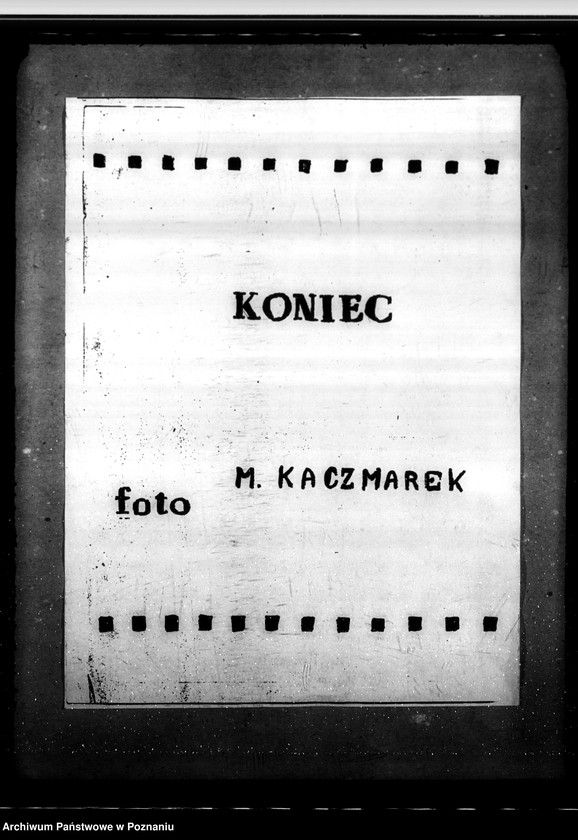 KONIEC
M. KACZMAREK
foto
Archiwum Państwowe w Poznaniu